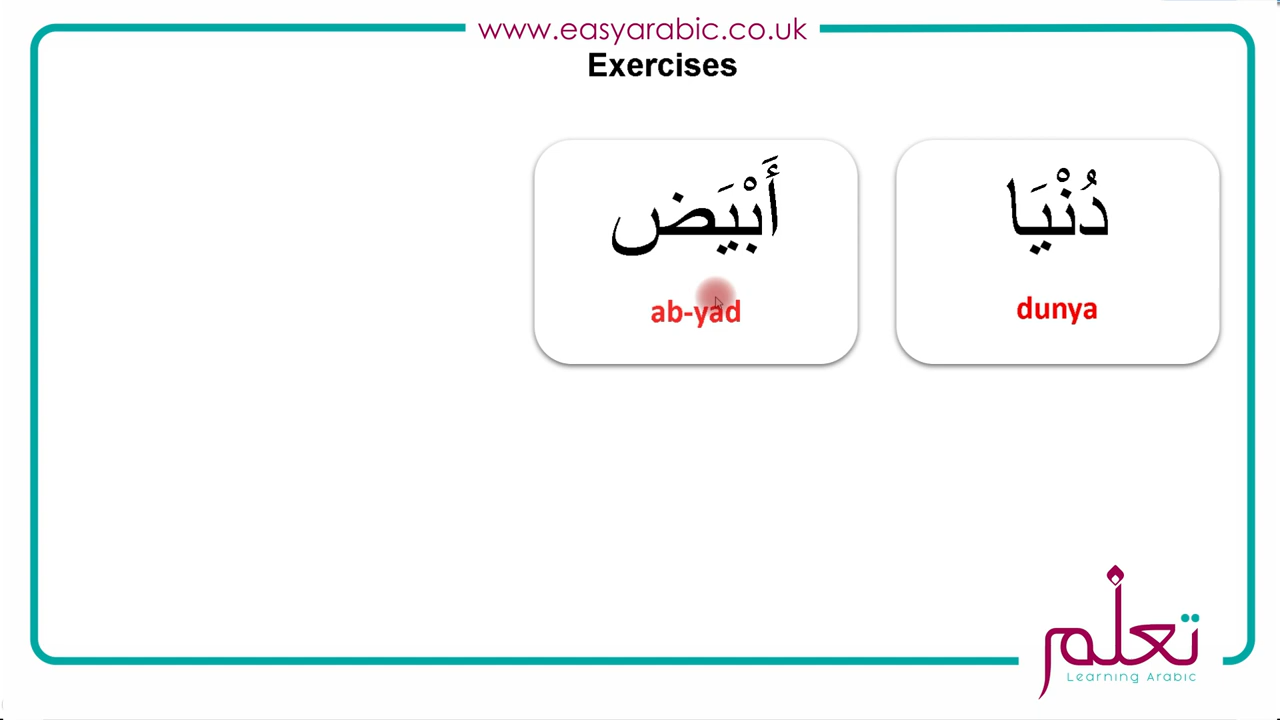 www.easyarabic.co.uk
Exercises
دُنْيَا
dunya
أَبْيَض
ab-yad
تعلم
Learning Arabic